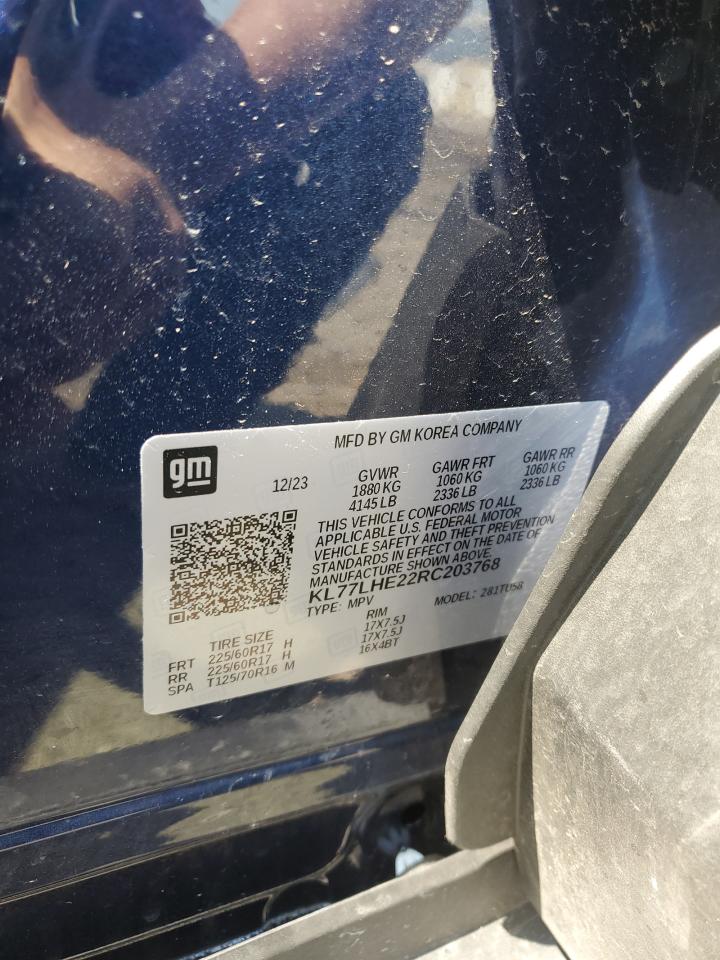 MFD BY GM KOREA COMPANY
gm
12/23
GVWR GAWR FRT GAWR RR
1880 KG 1060 KG 1060 KG
4145 LB 2336 LB 2336 LB
THIS VEHICLE CONFORMS TO ALL
APPLICABLE U.S. FEDERAL MOTOR
VEHICLE SAFETY AND THEFT PREVENTION
STANDARDS IN EFFECT ON THE DATE OF
MANUFACTURE SHOWN ABOVE.
KL77LHE22RC203768
TYPE: MPV MODEL: 281TU58
TIRE SIZE RIM
FRT 225/60R17 H 17X7.5J
RR 225/60R17 H 17X7.5J
SPA T125/70R16 M 16X4BT